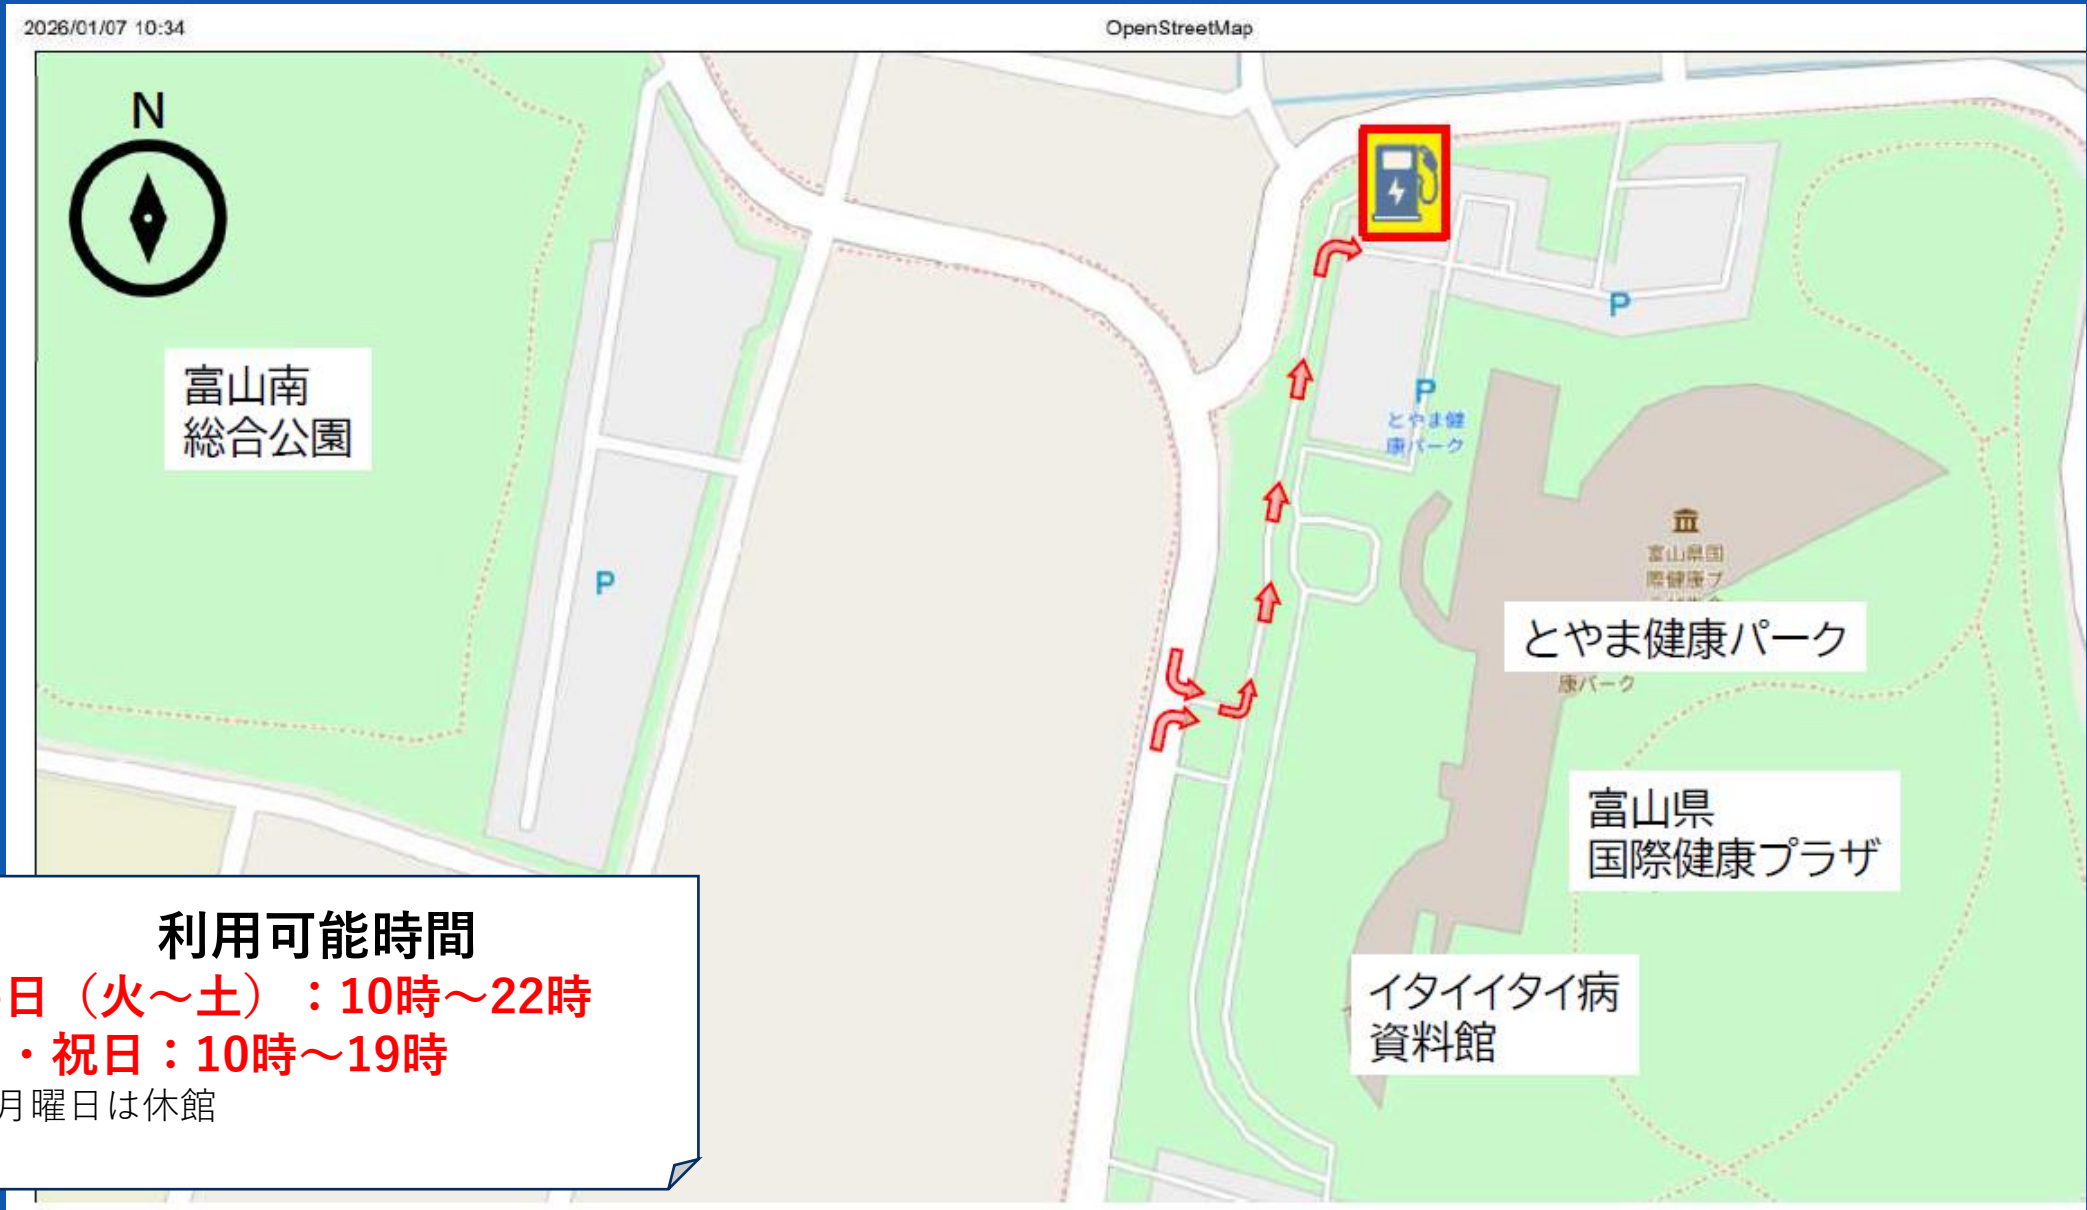 2026/01/07 10:34
OpenStreetMap
N
富山南
総合公園
P
P
P
とやま健
康パーク
富山県国
際健康プ
とやま健康パーク
康パーク
富山県
国際健康プラザ
イタイイタイ病
資料館
利用可能時間
日（火～土）：10時～22時
・祝日：10時～19時
月曜日は休館